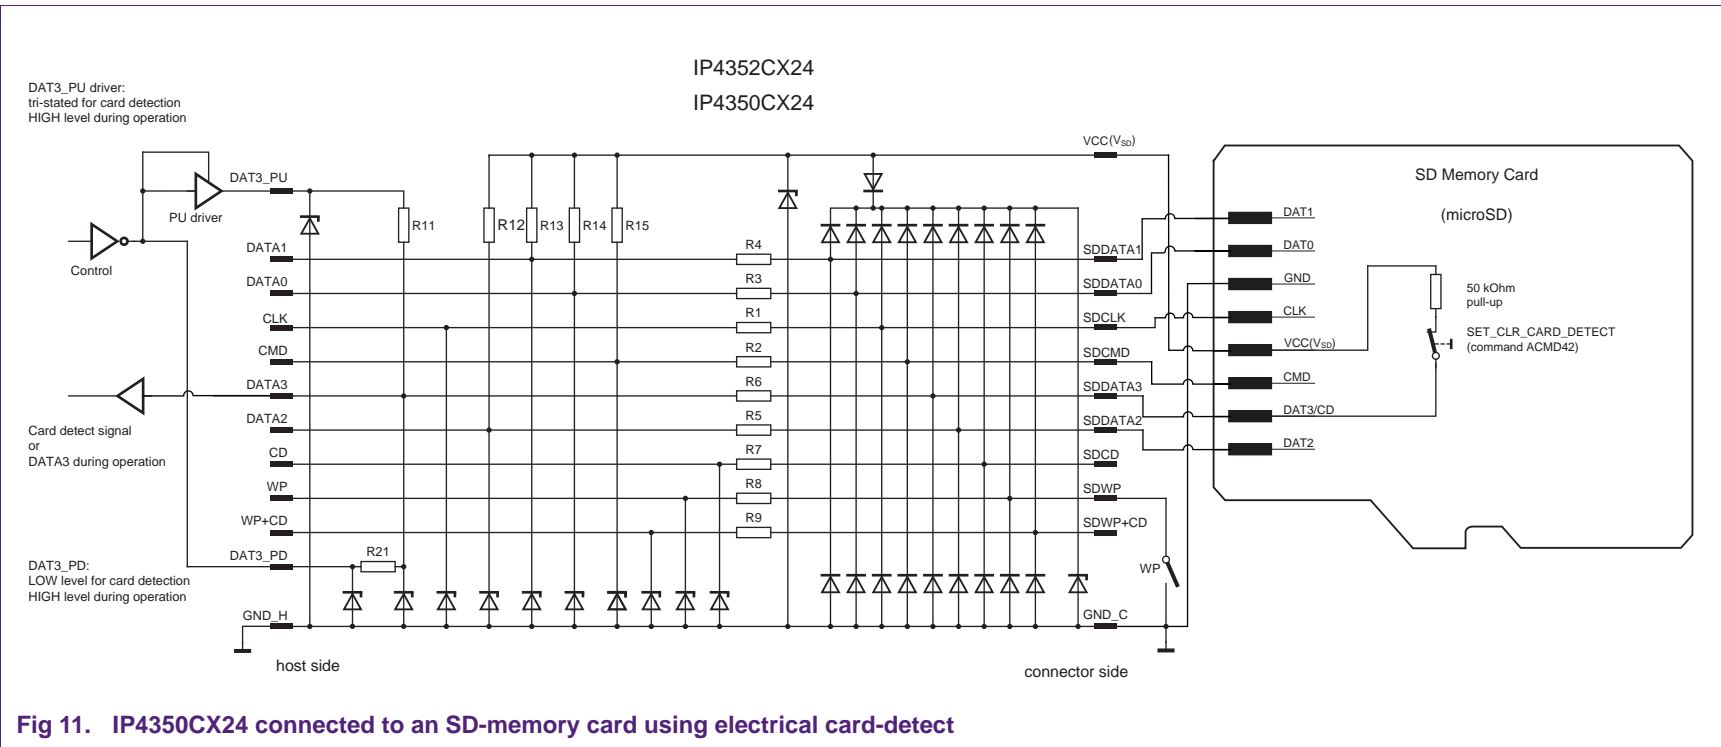 IP4352CX24
IP4350CX24
DAT3_PU driver:
tri-stated for card detection
HIGH level during operation
VCC(VSD)
SD Memory Card
(microSD)
DAT3_PU
PU driver
R11
R12
R13
R14
R15
Control
DATA1
R4
SDDATA1
DAT1
DATA0
R3
SDDATA0
DAT0
CLK
R1
SDCLK
GND
50 kOhm
pull-up
CMD
R2
SDCMD
CLK
SET_CLR_CARD_DETECT
(command ACMD42)
VCC(VSD)
DATA3
R6
SDDATA3
CMD
DATA2
R5
SDDATA2
DAT3/CD
Card detect signal
or
DATA3 during operation
CD
R7
SDCD
DAT2
WP
R8
SDWP
WP+CD
R9
SDWP+CD
DAT3_PD
R21
WP
DAT3_PD:
LOW level for card detection
HIGH level during operation
GND_H
GND_C
host side
connector side
Fig 11. IP4350CX24 connected to an SD-memory card using electrical card-detect